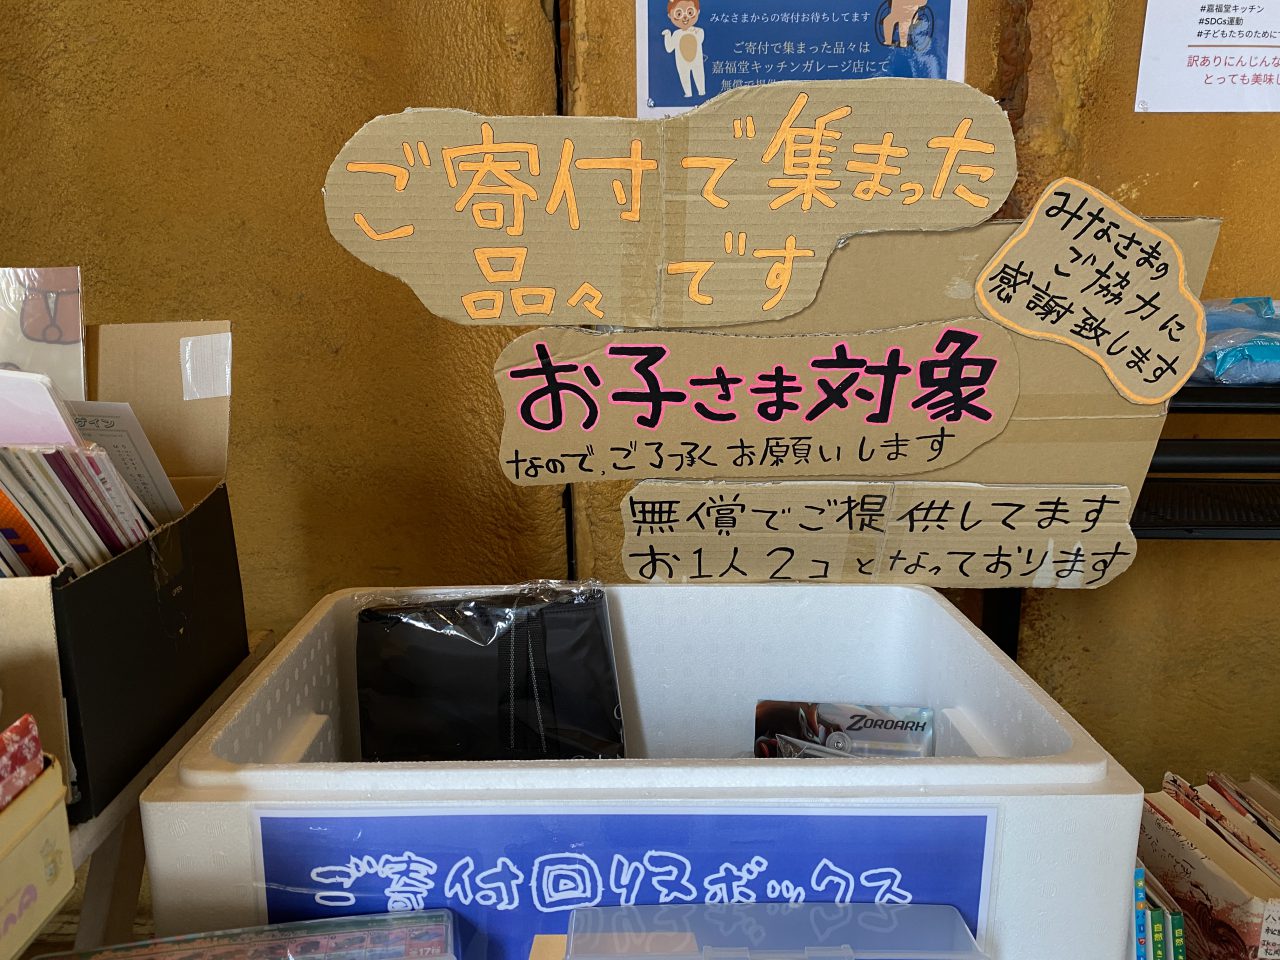 みなさまからの寄付お待ちしてます
ご寄付で集まった品々は
嘉福堂キッチンガレージ店にて
#嘉福堂キッチン
#SDGs運動
#子どもたちのために
訳ありにんじんな
とっても美味し
ご寄付で集まった
品々です
みなさまの
ご協力に
感謝致します
お子さま対象
なので、ご了承くお願いします
無償でご提供してます
お1人2コとなっております
ZOROARK
ご寄付回収ボックス